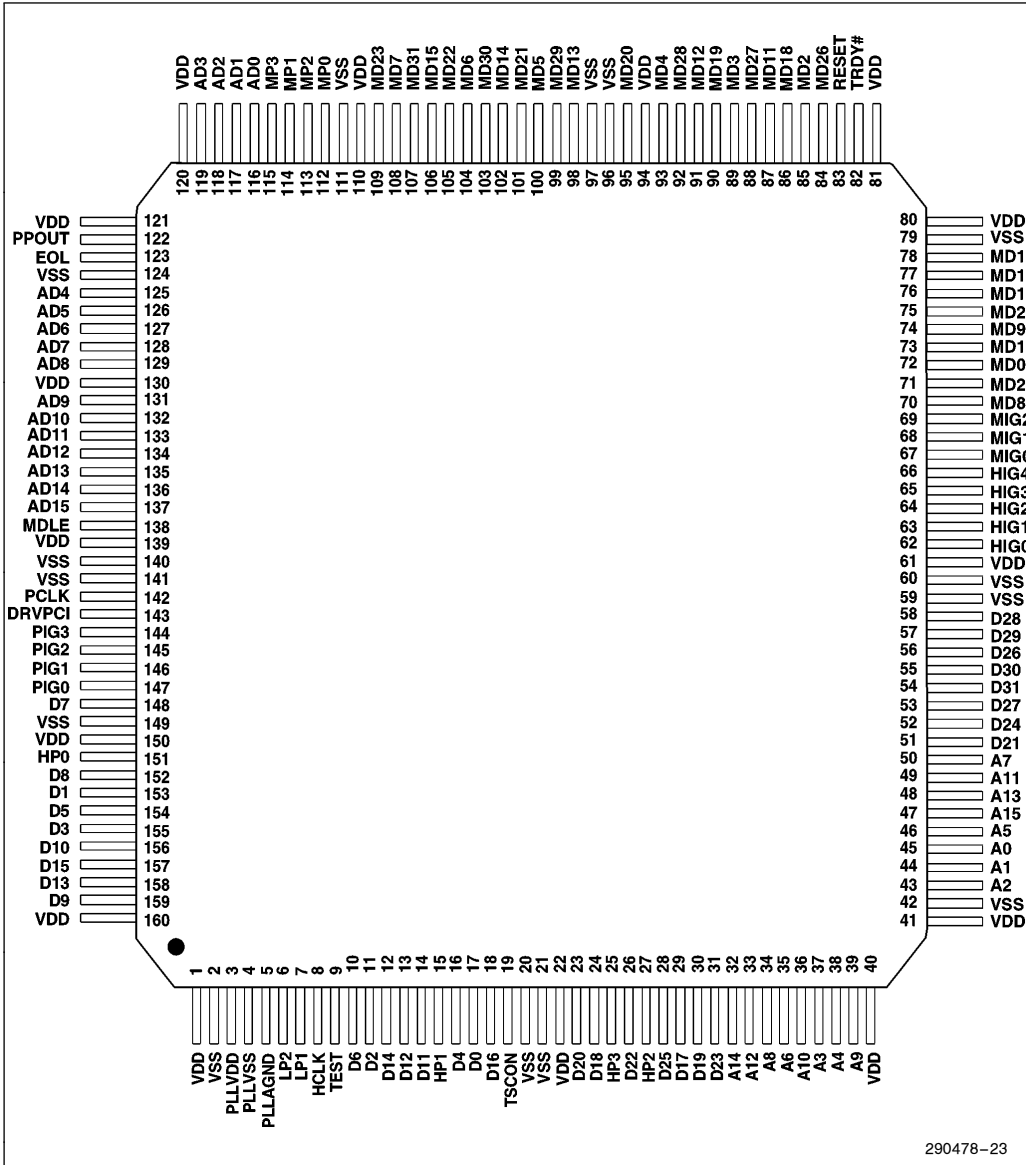 VDD AD3 AD2 AD1 AD0 MP3 MP1 MP2 MP0 VSS VDD MD23 MD7 MD31 MD15 MD22 MD6 MD30 MD14 MD21 MD5 MD29 MD13 VSS VSS MD20 VDD MD4 MD28 MD12 MD19 MD3 MD27 MD11 MD18 MD2 MD26 RESET TRDY# VDD
120 119 118 117 116 115 114 113 112 111 110 109 108 107 106 105 104 103 102 101 100 99 98 97 96 95 94 93 92 91 90 89 88 87 86 85 84 83 82 81
VDD 121 80 VDD
PPOUT 122 79 VSS
EOL 123 78 MD1
VSS 124 77 MD1
AD4 125 76 MD1
AD5 126 75 MD2
AD6 127 74 MD9
AD7 128 73 MD1
AD8 129 72 MD0
VDD 130 71 MD2
AD9 131 70 MD8
AD10 132 69 MIG2
AD11 133 68 MIG1
AD12 134 67 MIG0
AD13 135 66 HIG4
AD14 136 65 HIG3
AD15 137 64 HIG2
MDLE 138 63 HIG1
VDD 139 62 HIG0
VSS 140 61 VDD
VSS 141 60 VSS
PCLK 142 59 VSS
DRVPCI 143 58 D28
PIG3 144 57 D29
PIG2 145 56 D26
PIG1 146 55 D30
PIG0 147 54 D31
D7 148 53 D27
VSS 149 52 D24
VDD 150 51 D21
HP0 151 50 A7
D8 152 49 A11
D1 153 48 A13
D5 154 47 A15
D3 155 46 A5
D10 156 45 A0
D15 157 44 A1
D13 158 43 A2
D9 159 42 VSS
VDD 160 41 VDD
1 2 3 4 5 6 7 8 9 10 11 12 13 14 15 16 17 18 19 20 21 22 23 24 25 26 27 28 29 30 31 32 33 34 35 36 37 38 39 40
VDD VSS PLLVDD PLLVSS PLLAGND LP2 LP1 HCLK TEST D6 D2 D14 D12 D11 HP1 D4 D0 D16 TSCON VSS VSS VDD D20 D18 HP3 D22 HP2 D25 D17 D19 D23 A14 A12 A8 A6 A10 A3 A4 A9 VDD
290478–23